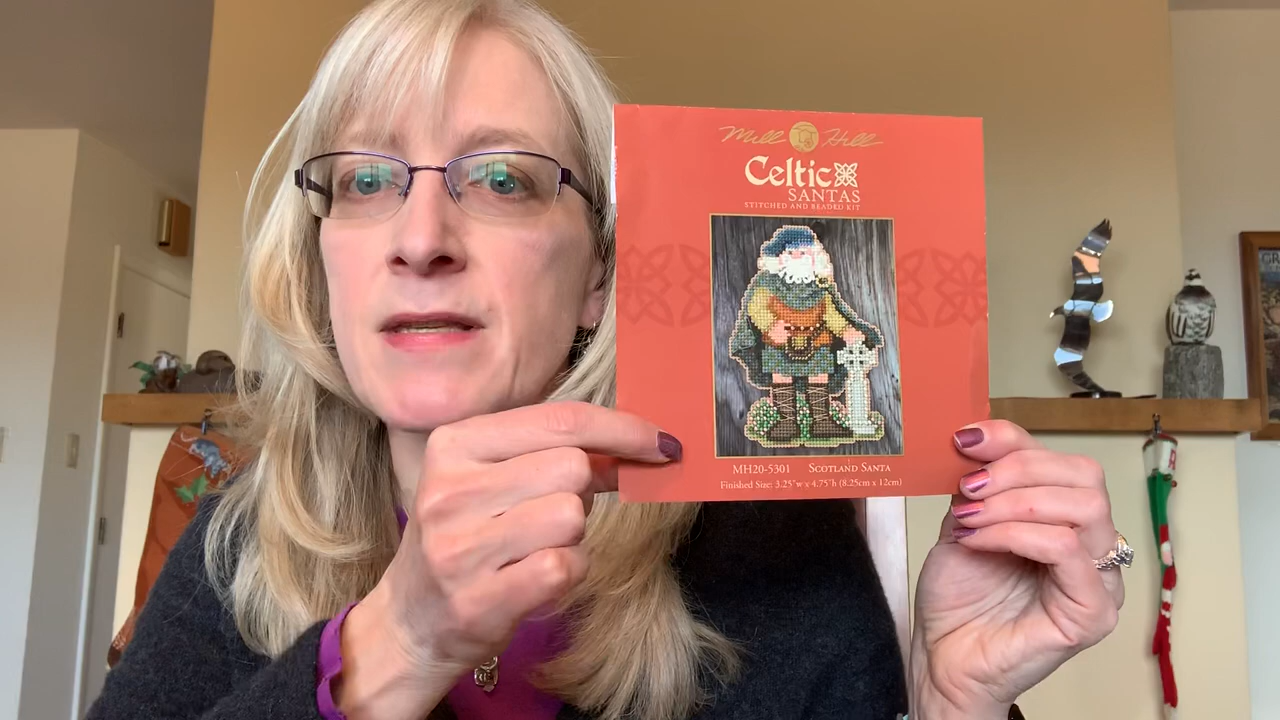 Mill Hill
Celtic
SANTAS
STITCHED AND BEADED KIT
MH20-5301 SCOTLAND SANTA
Finished Size: 3.25"w x 4.75"h (8.25cm x 12cm)